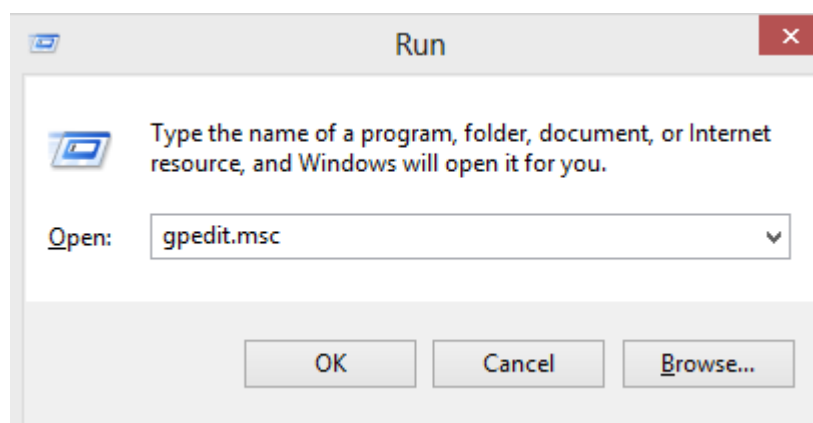 Run
Type the name of a program, folder, document, or Internet
resource, and Windows will open it for you.
Open: gpedit.msc
OK Cancel Browse...